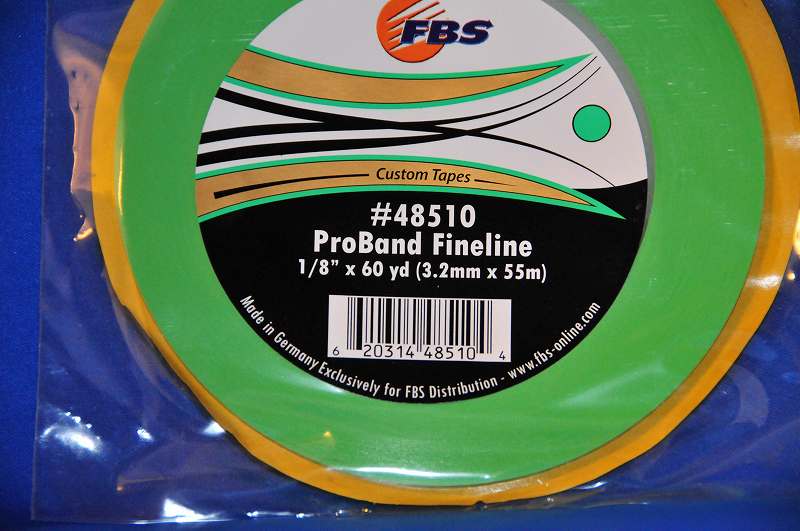 FBS
Custom Tapes
#48510
ProBand Fineline
1/8" x 60 yd (3.2mm x 55m)
6 20314 48510 4
Made in Germany Exclusively for FBS Distribution - www.fbs-online.com